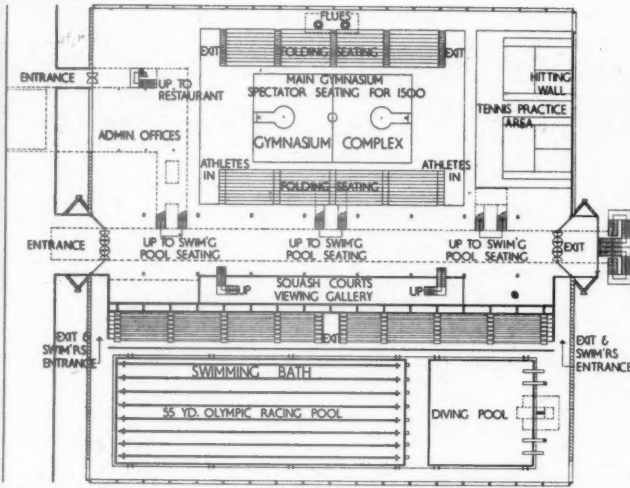 FLUES
EXIT
FOLDING SEATING
EXIT
ENTRANCE
UP TO
RESTAURANT
MAIN GYMNASIUM
SPECTATOR SEATING FOR 1500
HITTING
WALL
TENNIS PRACTICE
AREA
ADMIN. OFFICES
GYMNASIUM COMPLEX
ATHLETES
IN
ATHLETES
IN
FOLDING SEATING
ENTRANCE
UP TO SWIM'G
POOL SEATING
UP TO SWIM'G
POOL SEATING
UP TO SWIM'G
POOL SEATING
EXIT
UP
SQUASH COURTS
VIEWING GALLERY
UP
EXIT &
SWIM'RS
ENTRANCE
EXIT
EXIT &
SWIM'RS
ENTRANCE
SWIMMING BATH
55 YD. OLYMPIC RACING POOL
DIVING POOL